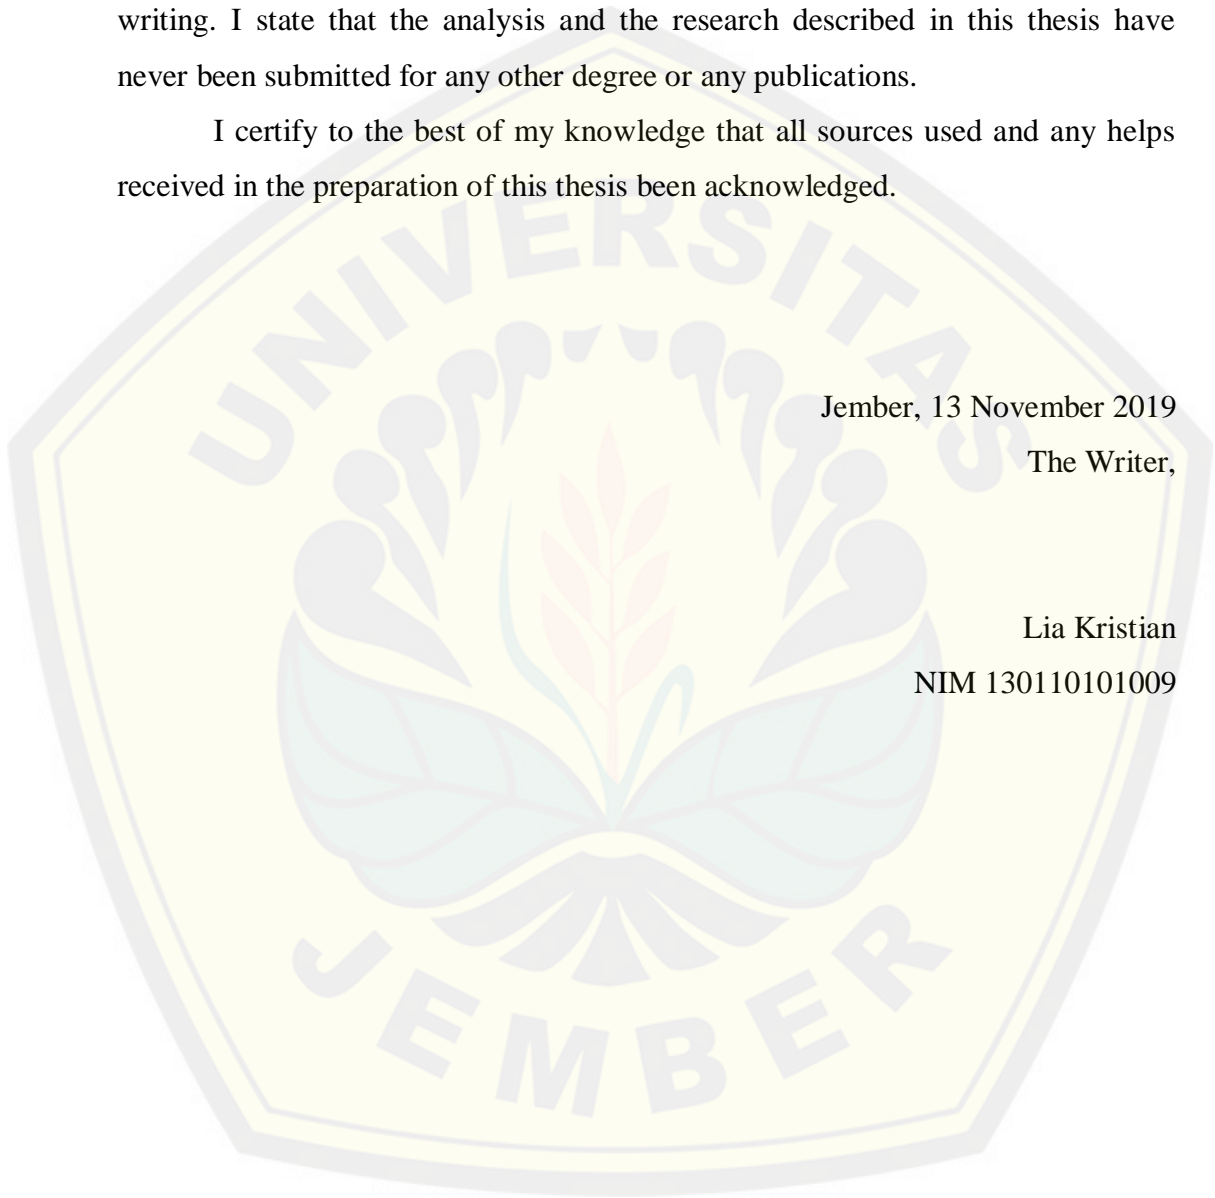 writing. I state that the analysis and the research described in this thesis have
never been submitted for any other degree or any publications.
I certify to the best of my knowledge that all sources used and any helps
received in the preparation of this thesis been acknowledged.
UNIVERSITAS
Jember, 13 November 2019
The Writer,
Lia Kristian
NIM 130110101009
JEMBER